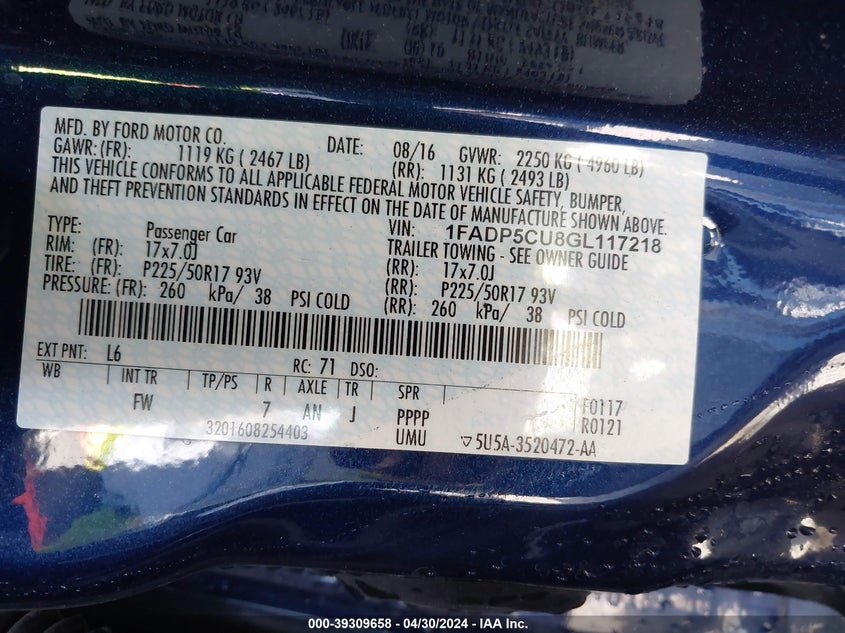 MFD. BY FORD MOTOR CO. DATE: 08/16 GVWR: 2250 KG ( 4960 LB)
GAWR: (FR): 1119 KG ( 2467 LB) (RR): 1131 KG ( 2493 LB)
THIS VEHICLE CONFORMS TO ALL APPLICABLE FEDERAL MOTOR VEHICLE SAFETY, BUMPER,
AND THEFT PREVENTION STANDARDS IN EFFECT ON THE DATE OF MANUFACTURE SHOWN ABOVE.
VIN: 1FADP5CU8GL117218
TYPE: Passenger Car TRAILER TOWING - SEE OWNER GUIDE
RIM: (FR): 17x7.0J (RR): 17x7.0J
TIRE: (FR): P225/50R17 93V (RR): P225/50R17 93V
PRESSURE: (FR): 260 kPa/ 38 PSI COLD (RR): 260 kPa/ 38 PSI COLD
EXT PNT: L6 RC: 71 DSO:
WB INT TR TP/PS R AXLE TR SPR
FW 7 AN J PPPP F0117
3201608254403 UMU R0121
▽5U5A-3520472-AA
000-39309658 - 04/30/2024 - IAA Inc.